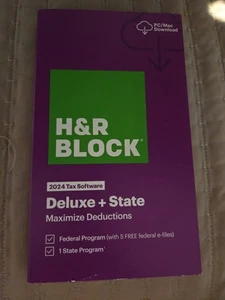 PC/Mac
Download
H&R
BLOCK®
2024 Tax Software
Deluxe + State
Maximize Deductions
Federal Program (with 5 FREE federal e-files)
1 State Program¹